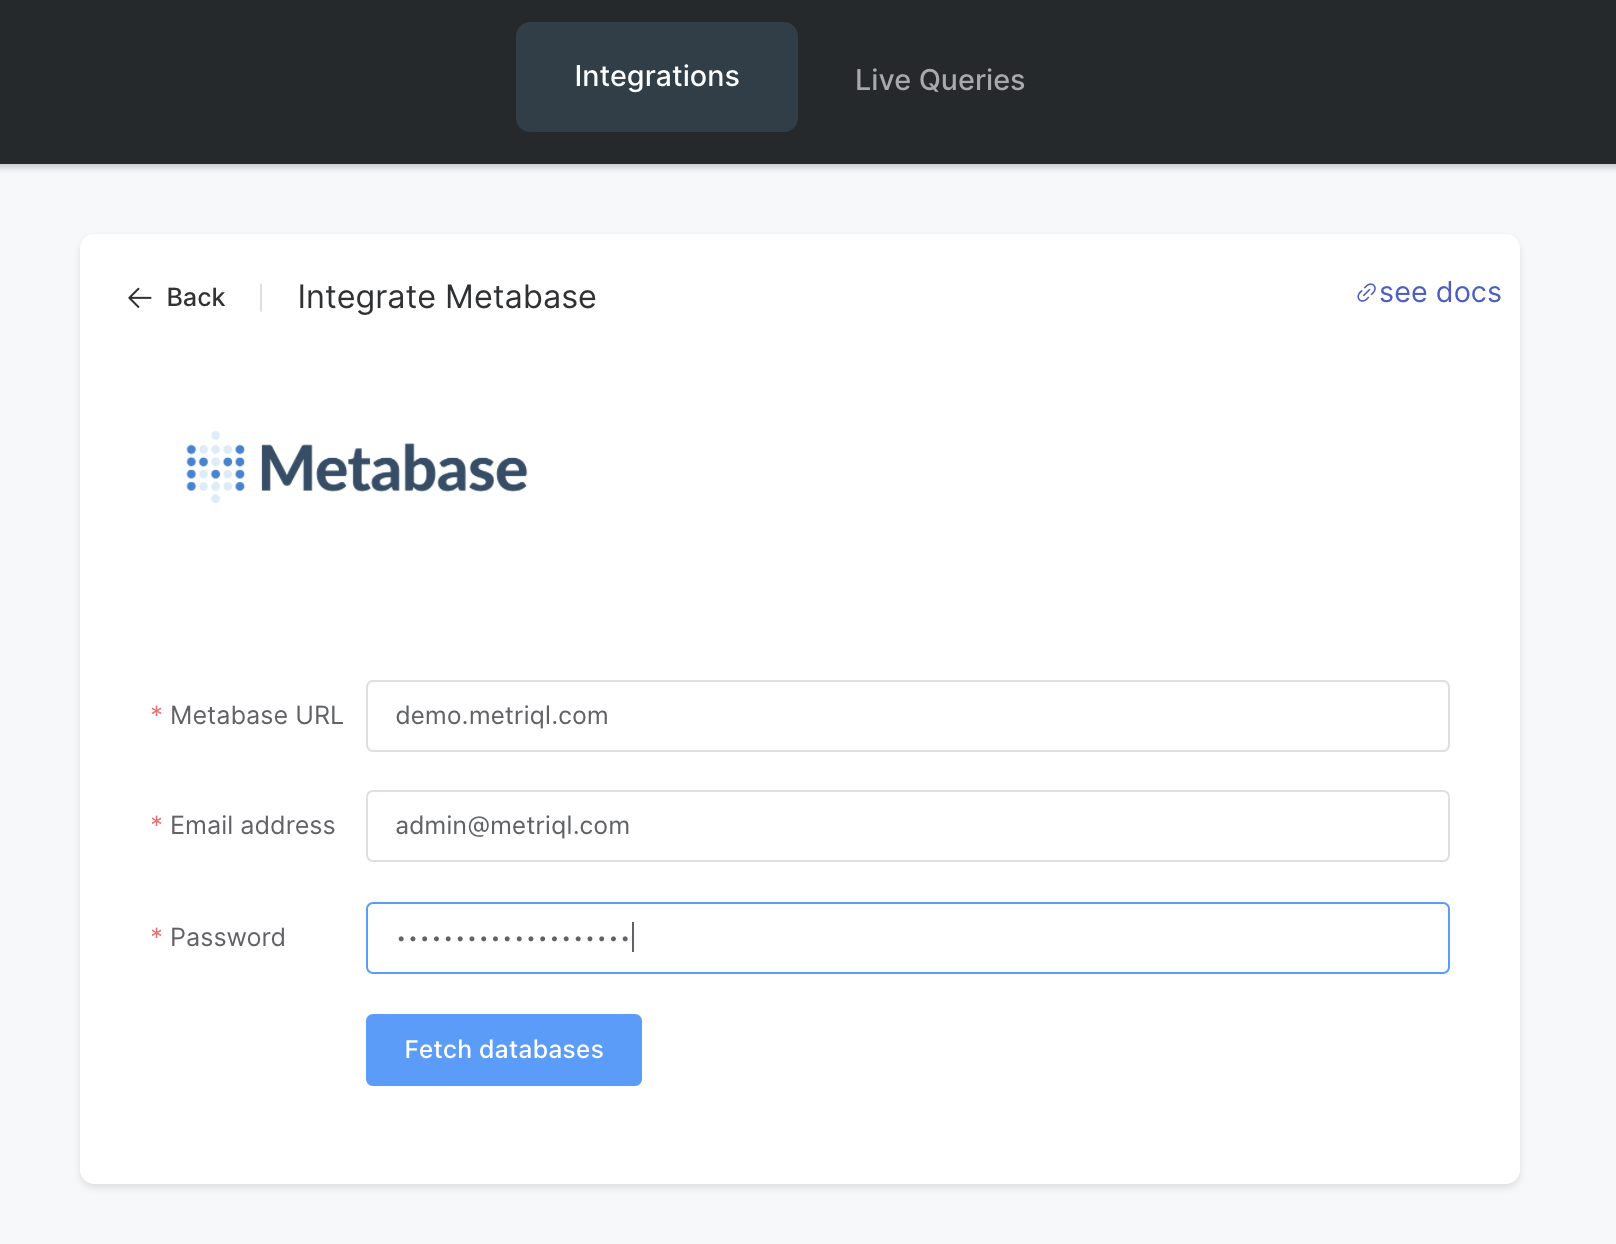 Integrations
Live Queries
Back
Integrate Metabase
see docs
Metabase
* Metabase URL
demo.metriql.com
* Email address
admin@metriql.com
* Password
••••••••••••••••••••
Fetch databases